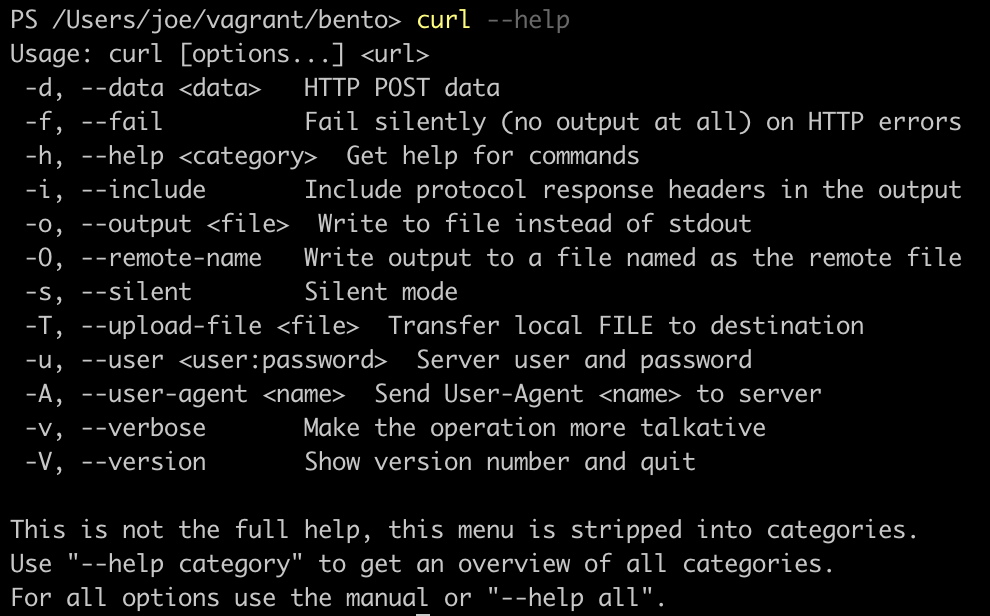 PS /Users/joe/vagrant/bento> curl --help
Usage: curl [options...] <url>
 -d, --data <data>   HTTP POST data
 -f, --fail          Fail silently (no output at all) on HTTP errors
 -h, --help <category>  Get help for commands
 -i, --include       Include protocol response headers in the output
 -o, --output <file>  Write to file instead of stdout
 -O, --remote-name   Write output to a file named as the remote file
 -s, --silent        Silent mode
 -T, --upload-file <file>  Transfer local FILE to destination
 -u, --user <user:password>  Server user and password
 -A, --user-agent <name>  Send User-Agent <name> to server
 -v, --verbose       Make the operation more talkative
 -V, --version       Show version number and quit

This is not the full help, this menu is stripped into categories.
Use "--help category" to get an overview of all categories.
For all options use the manual or "--help all".